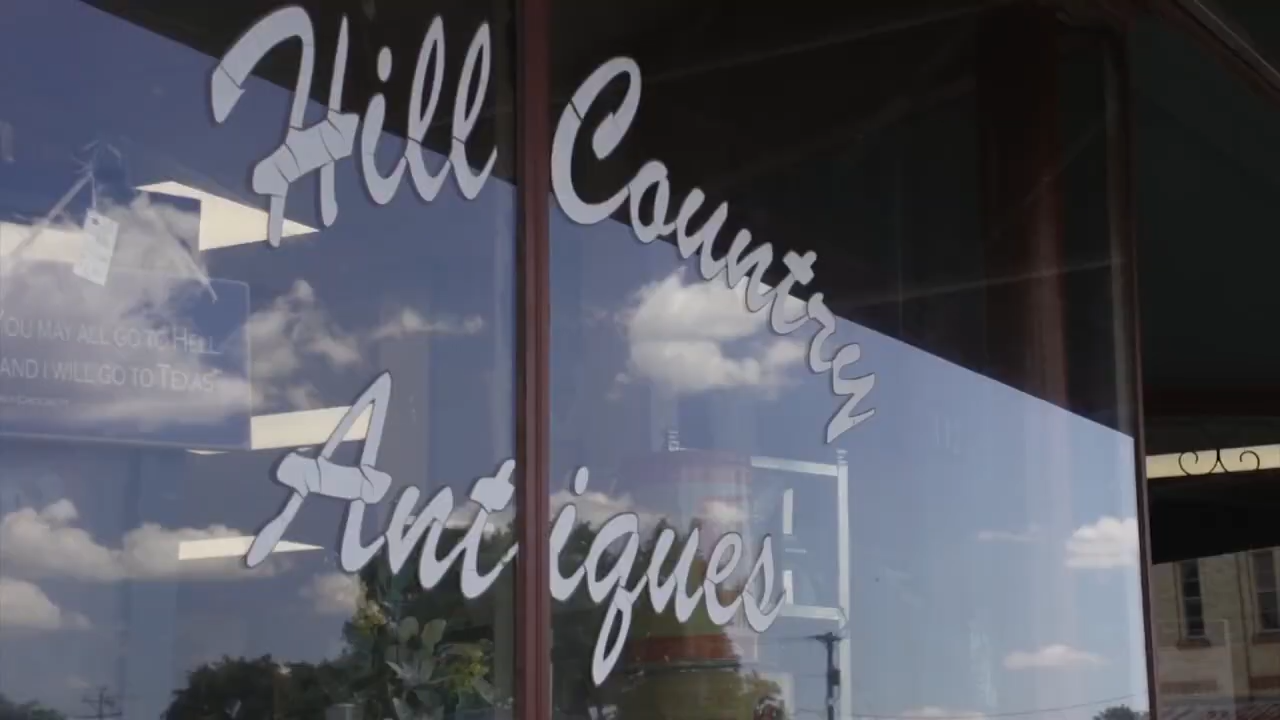 Hill Country
Antiques
YOU MAY ALL GO TO HELL
AND I WILL GO TO TEXAS